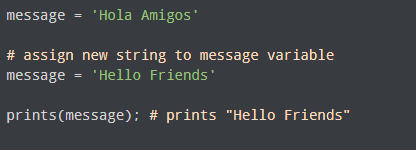 message = 'Hola Amigos'
# assign new string to message variable
message = 'Hello Friends'
prints(message); # prints "Hello Friends"